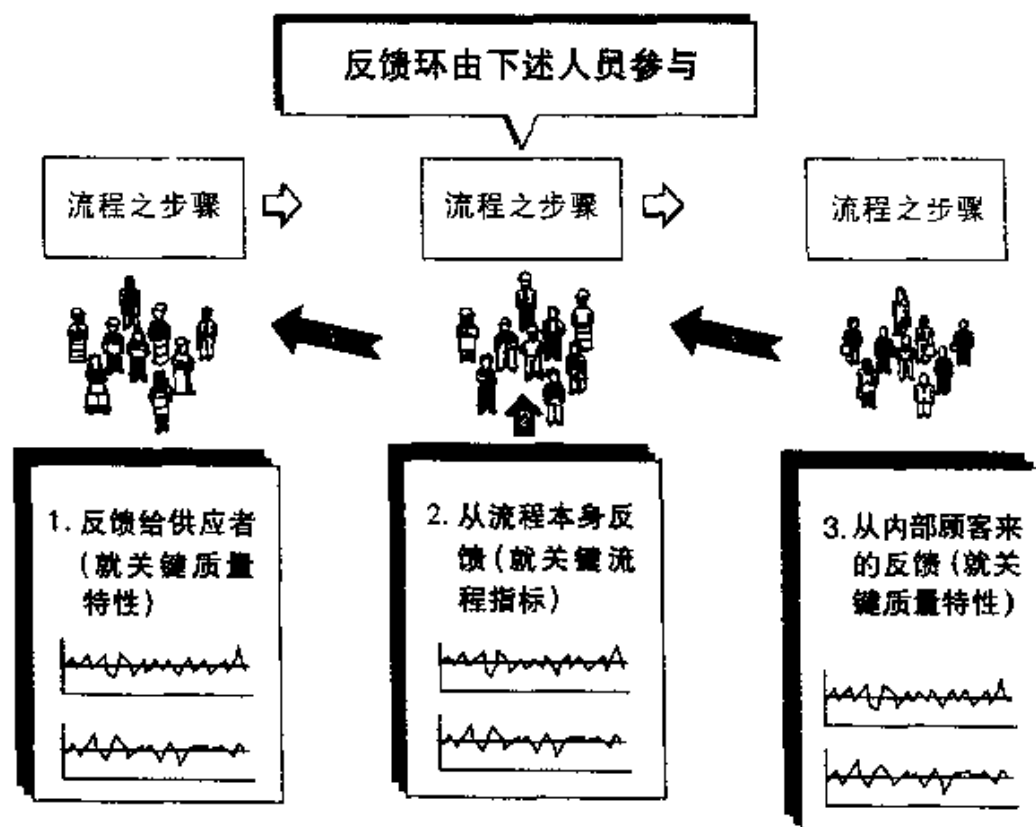 反馈环由下述人员参与
流程之步骤
流程之步骤
流程之步骤
2
1. 反馈给供应者
(就关键质量
特性)
2. 从流程本身反
馈(就关键流
程指标)
3. 从内部顾客来
的反馈(就关
键质量特性)